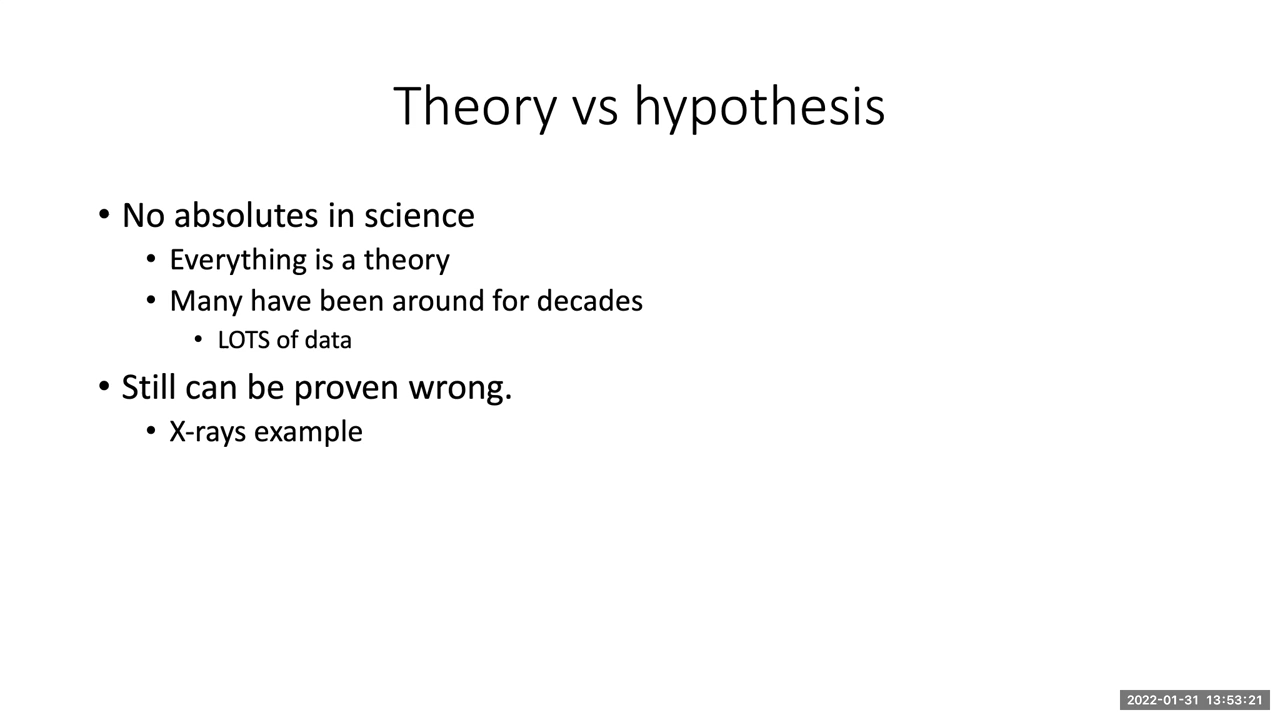 Theory vs hypothesis
• No absolutes in science
• Everything is a theory
• Many have been around for decades
• LOTS of data
• Still can be proven wrong.
• X-rays example
2022-01-31 13:53:21